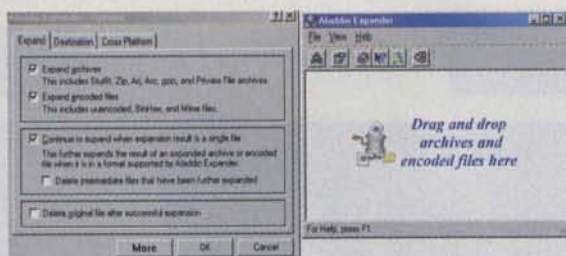 Expand
Destination
Cross Platform
Expand archives
This includes StuffIt, Zip, Arj, Arc, gzip, and Private File archives.
Expand encoded files
This includes uuencoded, BinHex, and Mime files.
Continue to expand when expansion result is a single file
This further expands the result of an expanded archive or encoded
file when it is in a format supported by Aladdin Expander.
Delete intermediate files that have been further expanded
Delete original file after successful expansion
More
OK
Cancel
Aladdin Expander
File View Help
Drag and drop
archives and
encoded files here
For Help, press F1